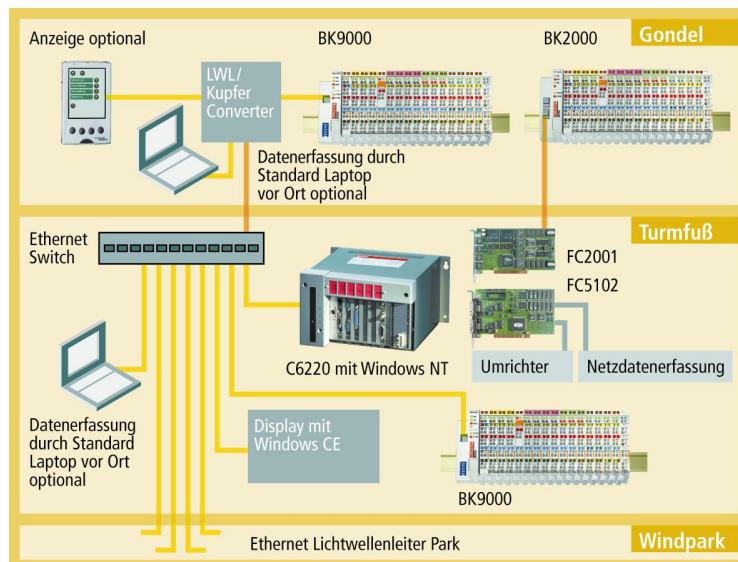 Anzeige optional
BK9000
BK2000
Gondel
LWL/
Kupfer
Converter
Datenerfassung durch
Standard Laptop
vor Ort optional
Ethernet
Switch
Turmfuß
FC2001
FC5102
C6220 mit Windows NT
Umrichter
Netzdatenerfassung
Datenerfassung
durch Standard
Laptop vor Ort
optional
Display mit
Windows CE
BK9000
Ethernet Lichtwellenleiter Park
Windpark